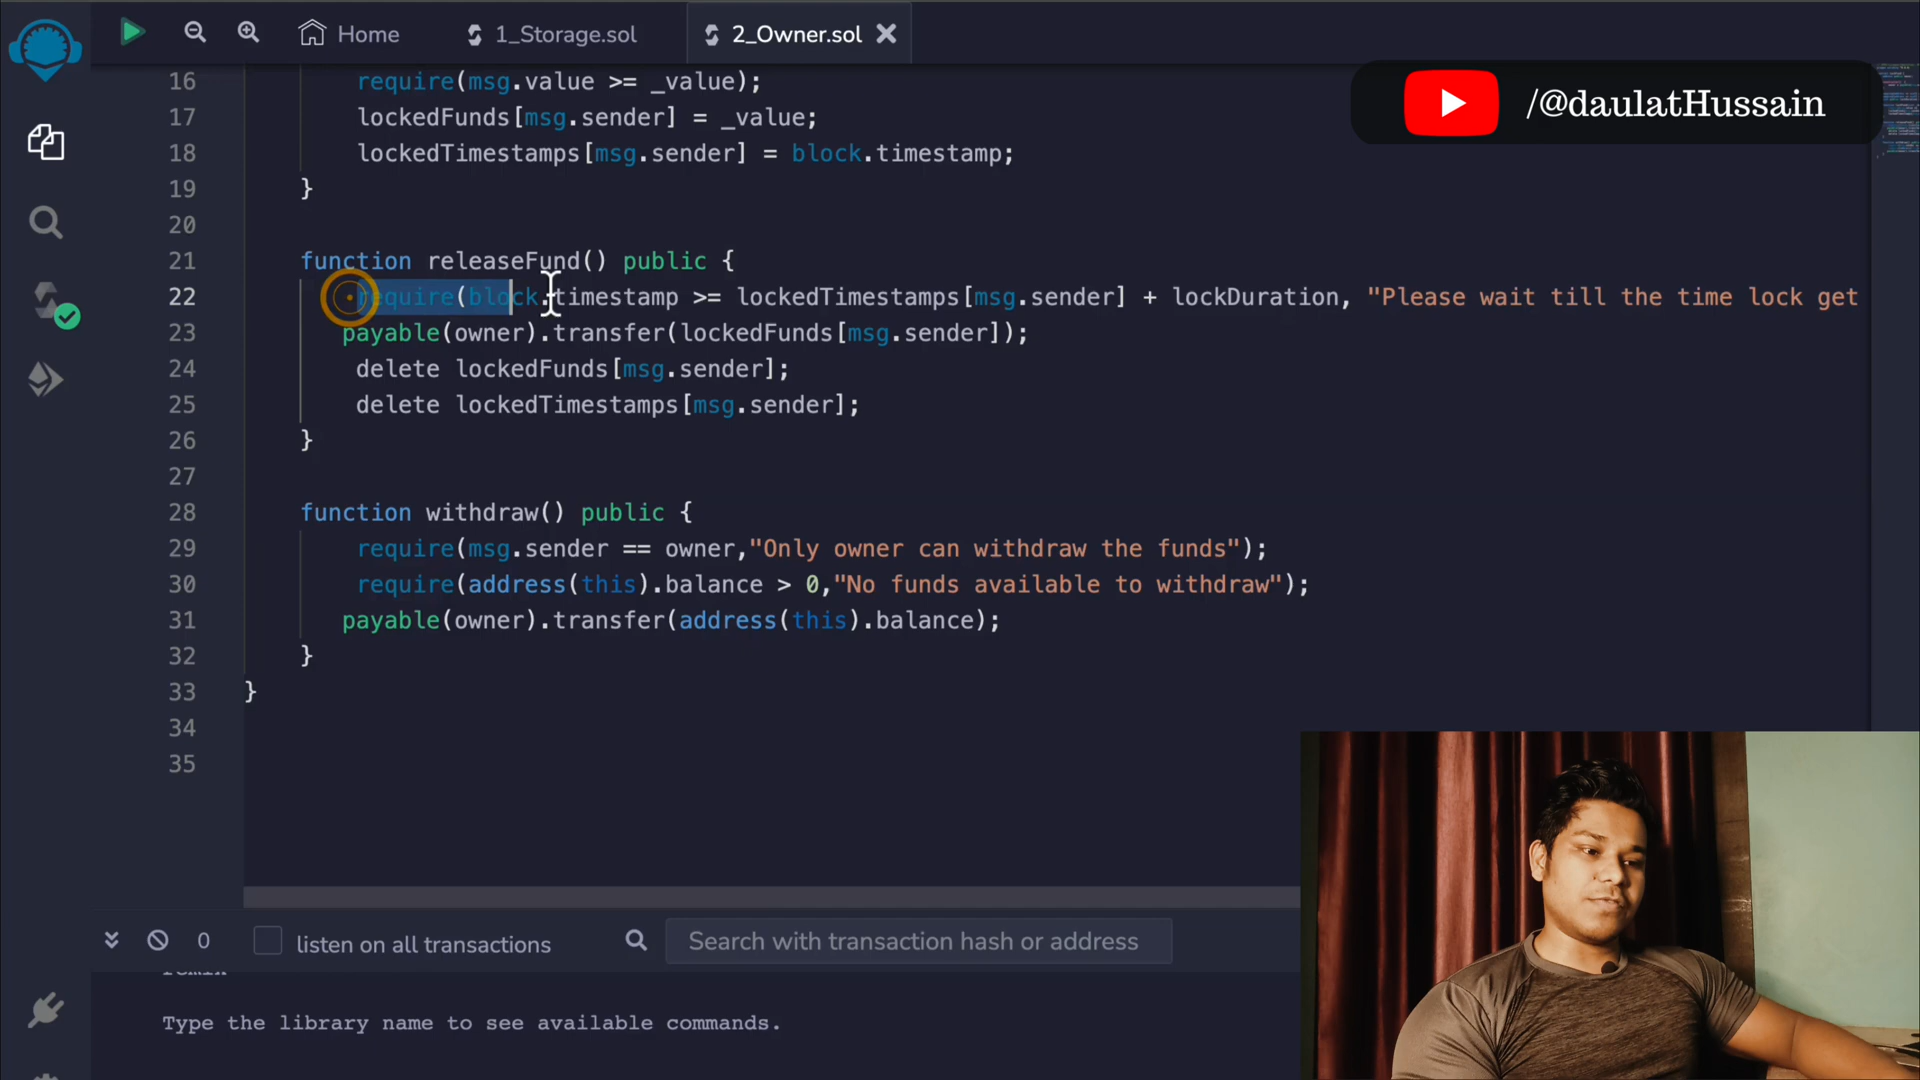 Home
1_Storage.sol
2_Owner.sol
/@daulatHussain
16 require(msg.value >= _value);
17 lockedFunds[msg.sender] = _value;
18 lockedTimestamps[msg.sender] = block.timestamp;
19 }
20
21 function releaseFund() public {
22 require(block.timestamp >= lockedTimestamps[msg.sender] + lockDuration, "Please wait till the time lock get
23 payable(owner).transfer(lockedFunds[msg.sender]);
24 delete lockedFunds[msg.sender];
25 delete lockedTimestamps[msg.sender];
26 }
27
28 function withdraw() public {
29 require(msg.sender == owner,"Only owner can withdraw the funds");
30 require(address(this).balance > 0,"No funds available to withdraw");
31 payable(owner).transfer(address(this).balance);
32 }
33 }
34
35
0 listen on all transactions Search with transaction hash or address
Type the library name to see available commands.